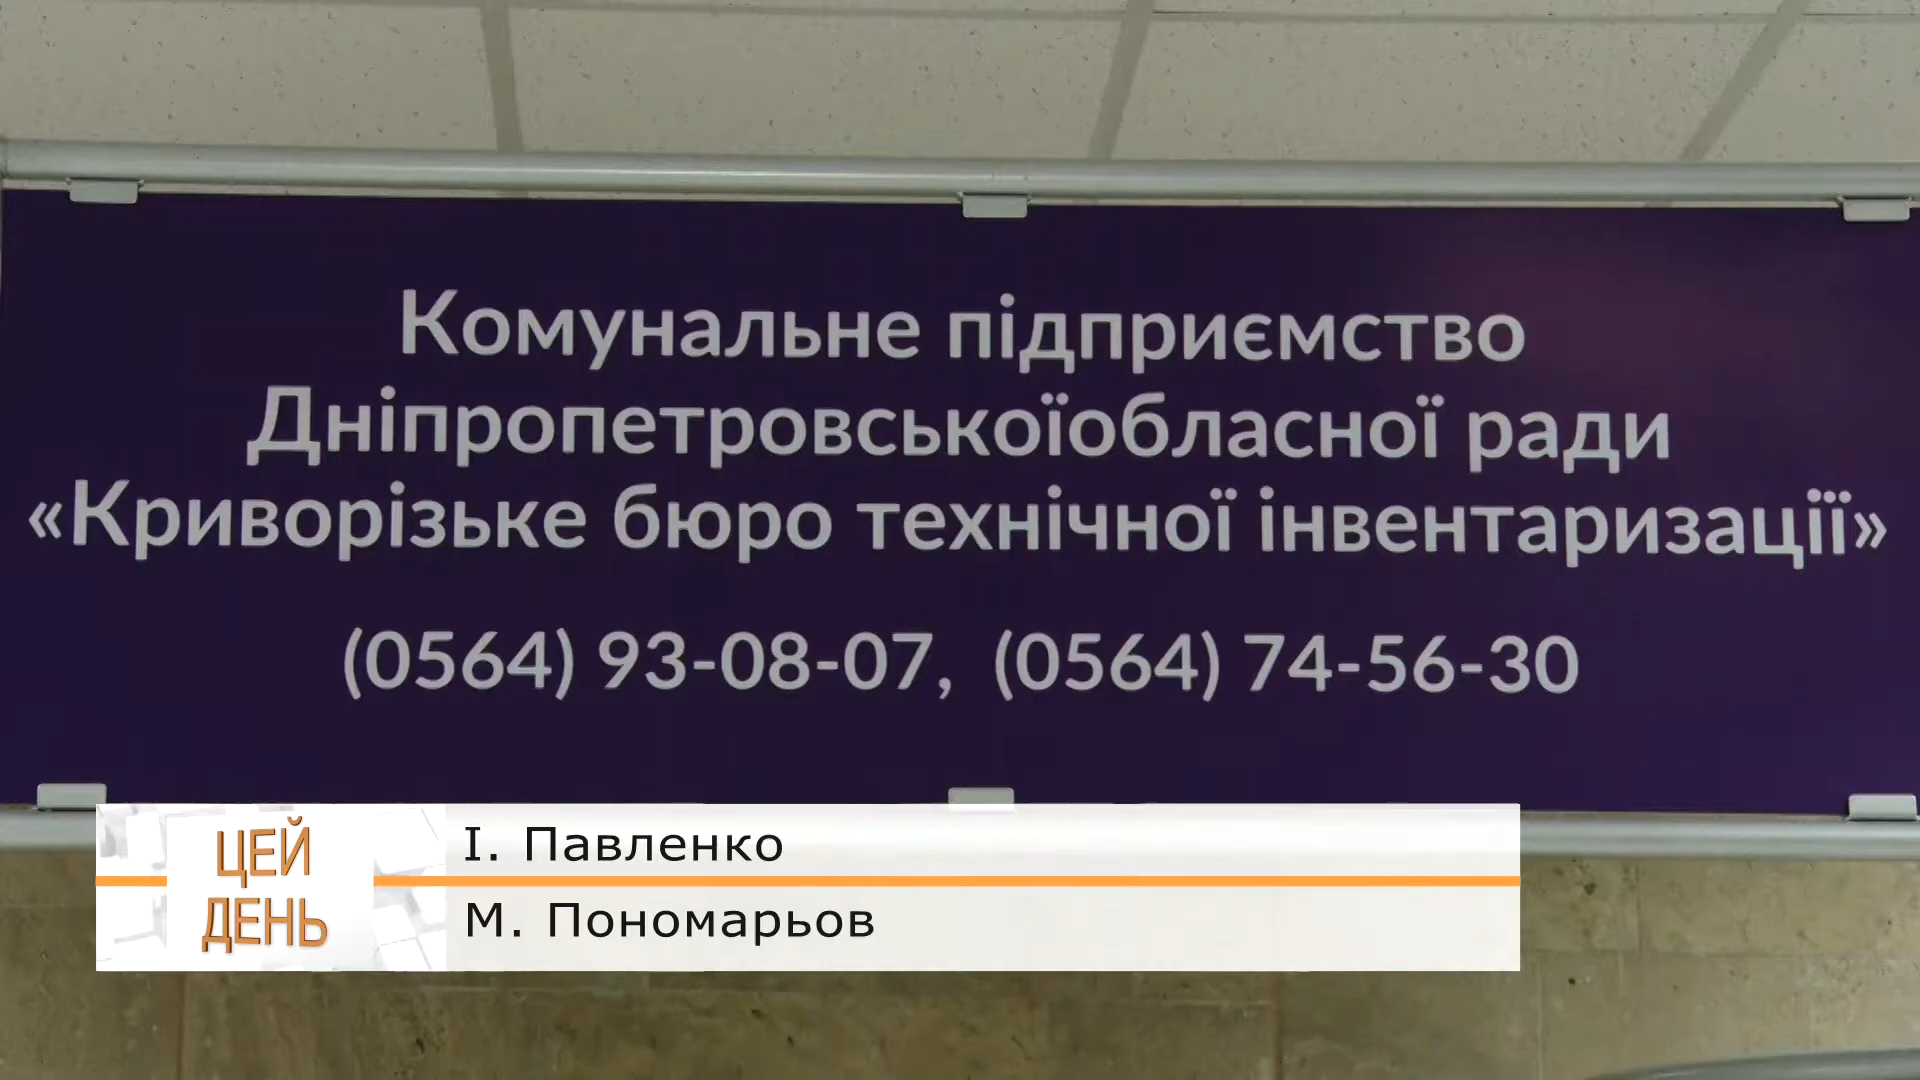 Комунальне підприємство
Дніпропетровськоїобласної ради
«Криворізьке бюро технічної інвентаризації»
(0564) 93-08-07, (0564) 74-56-30
ЦЕЙ
ДЕНЬ
І. Павленко
М. Пономарьов